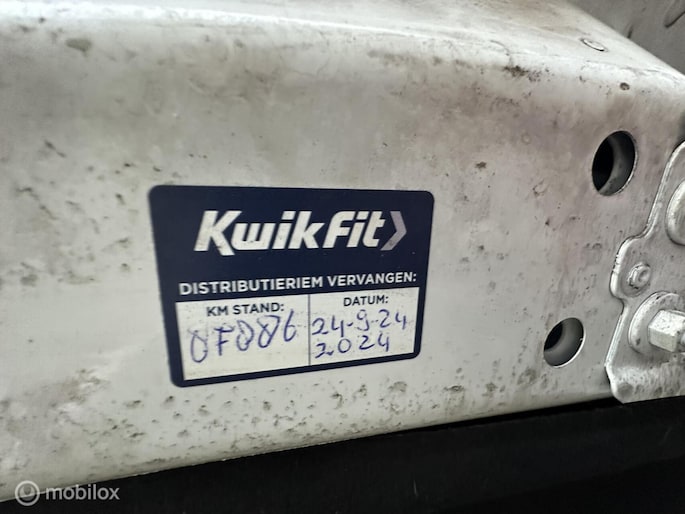 KwikFit
DISTRIBUTIERIEM VERVANGEN:
KM STAND:
DATUM:
24-9-24
2024
© mobilox